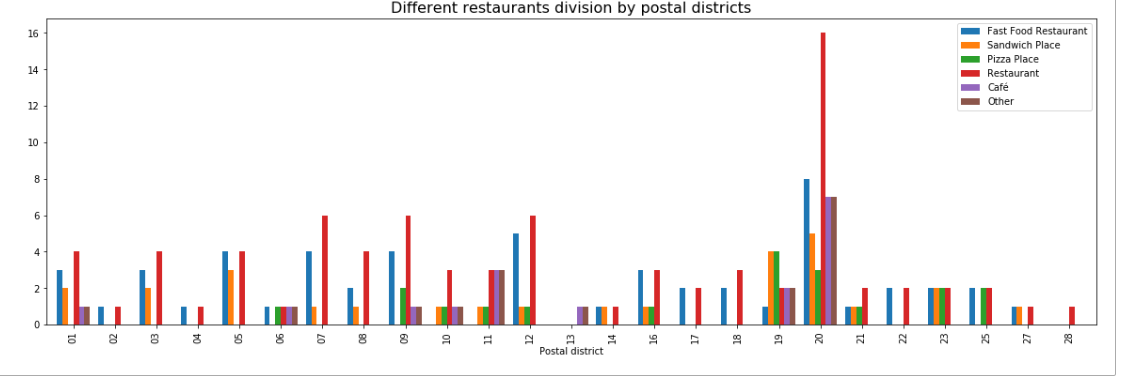 Different restaurants division by postal districts
16
14
12
10
8
6
4
2
0
Fast Food Restaurant
Sandwich Place
Pizza Place
Restaurant
Café
Other
01 02 03 04 05 06 07 08 09 10 11 12 13 14 16 17 18 19 20 21 22 23 25 27 28
Postal district